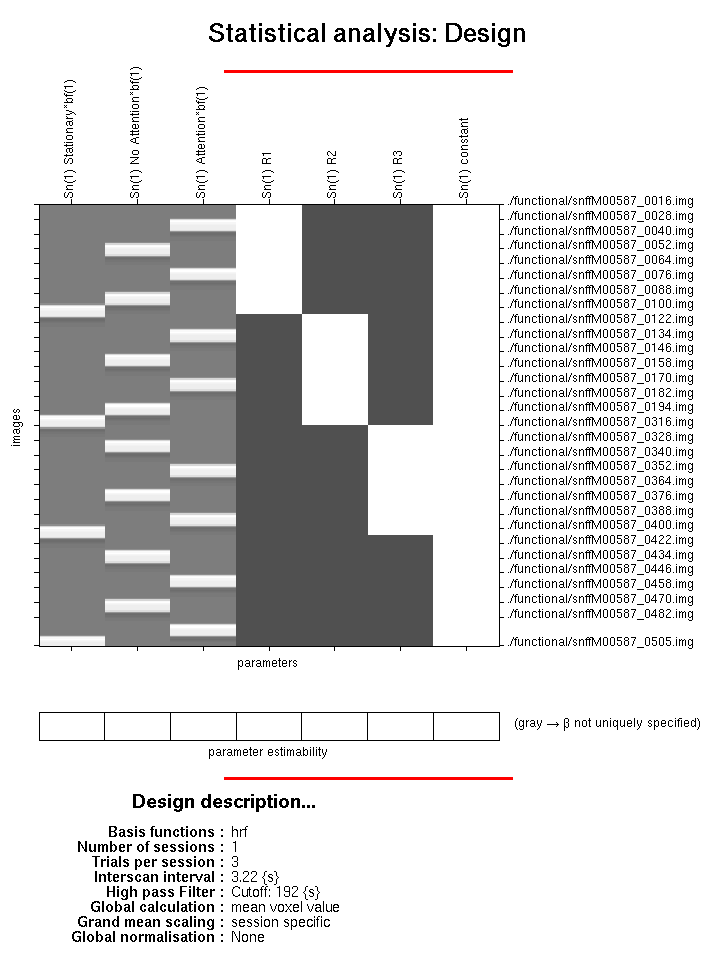 Statistical analysis: Design
Sn(1) Stationary*bf(1)
Sn(1) No Attention*bf(1)
Sn(1) Attention*bf(1)
Sn(1) R1
Sn(1) R2
Sn(1) R3
Sn(1) constant
images
./functional/snffM00587_0016.img
./functional/snffM00587_0028.img
./functional/snffM00587_0040.img
./functional/snffM00587_0052.img
./functional/snffM00587_0064.img
./functional/snffM00587_0076.img
./functional/snffM00587_0088.img
./functional/snffM00587_0100.img
./functional/snffM00587_0122.img
./functional/snffM00587_0134.img
./functional/snffM00587_0146.img
./functional/snffM00587_0158.img
./functional/snffM00587_0170.img
./functional/snffM00587_0182.img
./functional/snffM00587_0194.img
./functional/snffM00587_0316.img
./functional/snffM00587_0328.img
./functional/snffM00587_0340.img
./functional/snffM00587_0352.img
./functional/snffM00587_0364.img
./functional/snffM00587_0376.img
./functional/snffM00587_0388.img
./functional/snffM00587_0400.img
./functional/snffM00587_0422.img
./functional/snffM00587_0434.img
./functional/snffM00587_0446.img
./functional/snffM00587_0458.img
./functional/snffM00587_0470.img
./functional/snffM00587_0482.img
./functional/snffM00587_0505.img
parameters
(gray → β not uniquely specified)
parameter estimability
Design description...
Basis functions : hrf
Number of sessions : 1
Trials per session : 3
Interscan interval : 3.22 {s}
High pass Filter : Cutoff: 192 {s}
Global calculation : mean voxel value
Grand mean scaling : session specific
Global normalisation : None